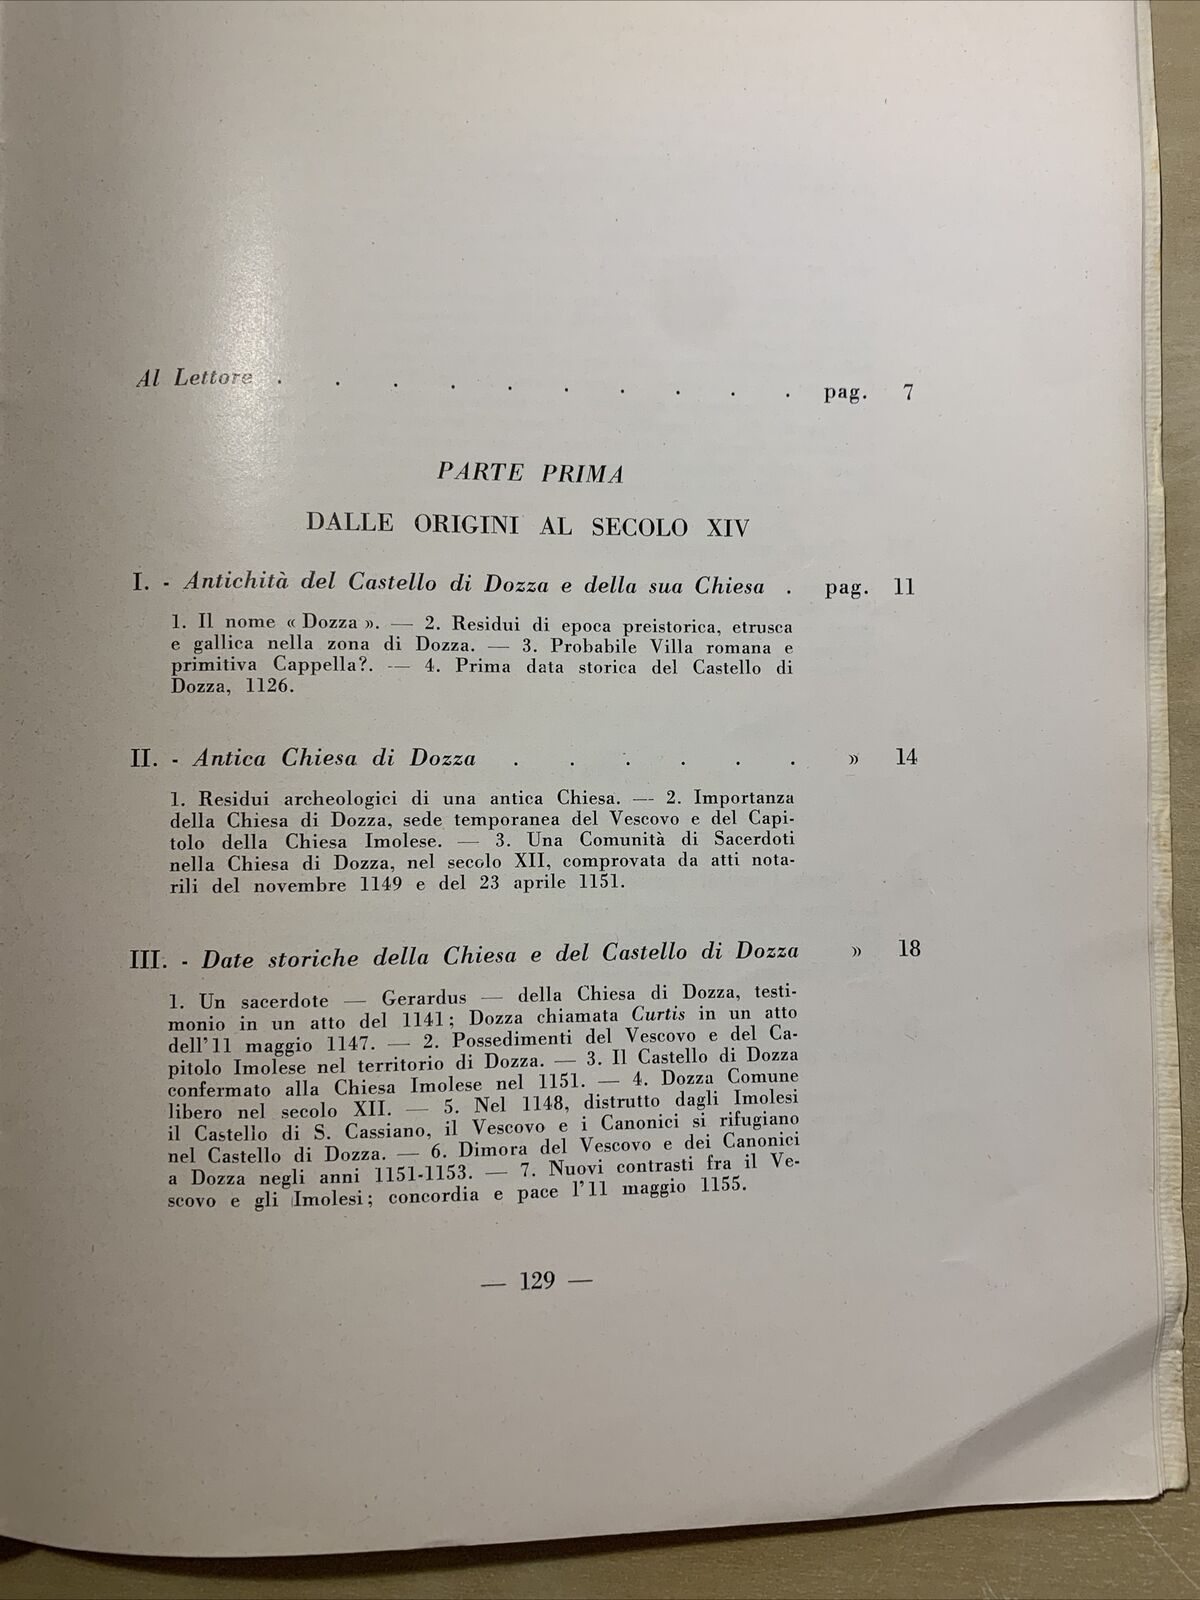 Al Lettore . . . . . . . . . . pag. 7
PARTE PRIMA
DALLE ORIGINI AL SECOLO XIV
I. - Antichità del Castello di Dozza e della sua Chiesa . pag. 11
1. Il nome « Dozza ». — 2. Residui di epoca preistorica, etrusca
e gallica nella zona di Dozza. — 3. Probabile Villa romana e
primitiva Cappella?. — 4. Prima data storica del Castello di
Dozza, 1126.
II. - Antica Chiesa di Dozza . . . . . . » 14
1. Residui archeologici di una antica Chiesa. — 2. Importanza
della Chiesa di Dozza, sede temporanea del Vescovo e del Capi-
tolo della Chiesa Imolese. — 3. Una Comunità di Sacerdoti
nella Chiesa di Dozza, nel secolo XII, comprovata da atti nota-
rili del novembre 1149 e del 23 aprile 1151.
III. - Date storiche della Chiesa e del Castello di Dozza » 18
1. Un sacerdote — Gerardus — della Chiesa di Dozza, testi-
monio in un atto del 1141; Dozza chiamata Curtis in un atto
dell'11 maggio 1147. — 2. Possedimenti del Vescovo e del Ca-
pitolo Imolese nel territorio di Dozza. — 3. Il Castello di Dozza
confermato alla Chiesa Imolese nel 1151. — 4. Dozza Comune
libero nel secolo XII. — 5. Nel 1148, distrutto dagli Imolesi
il Castello di S. Cassiano, il Vescovo e i Canonici si rifugiano
nel Castello di Dozza. — 6. Dimora del Vescovo e dei Canonici
a Dozza negli anni 1151-1153. — 7. Nuovi contrasti fra il Ve-
scovo e gli Imolesi; concordia e pace l'11 maggio 1155.
— 129 —